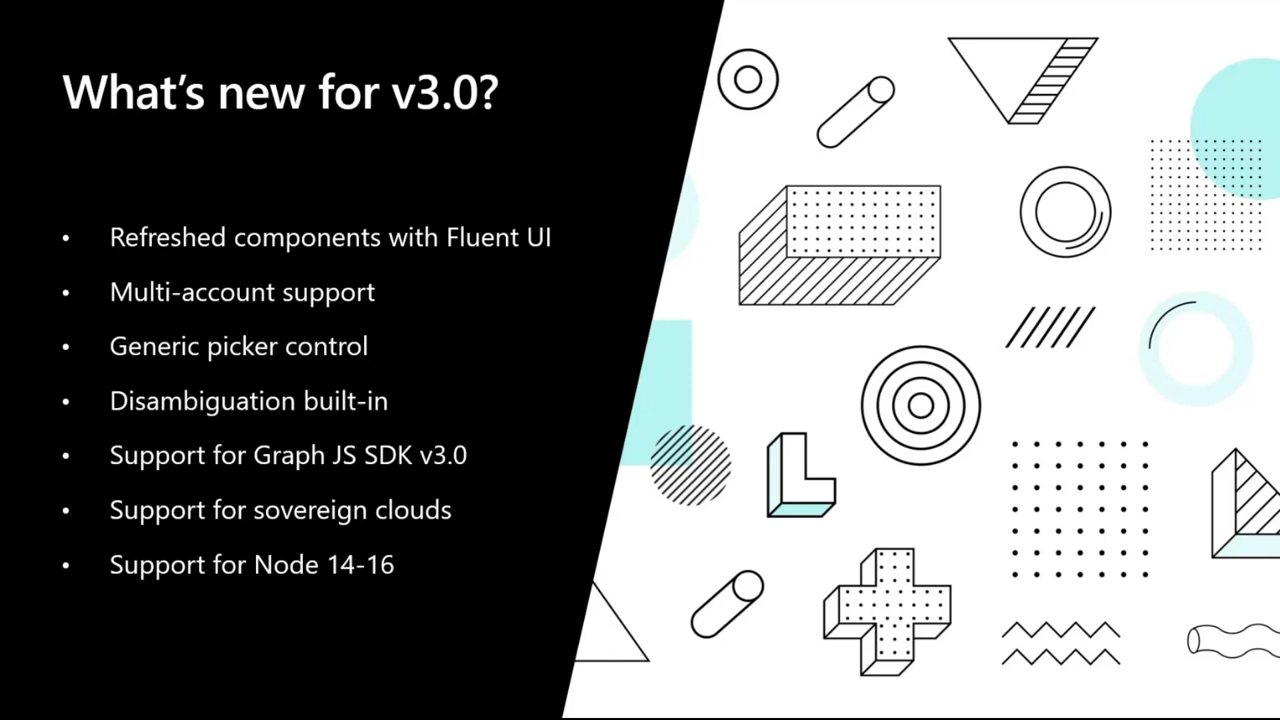 What’s new for v3.0?
• Refreshed components with Fluent UI
• Multi-account support
• Generic picker control
• Disambiguation built-in
• Support for Graph JS SDK v3.0
• Support for sovereign clouds
• Support for Node 14-16